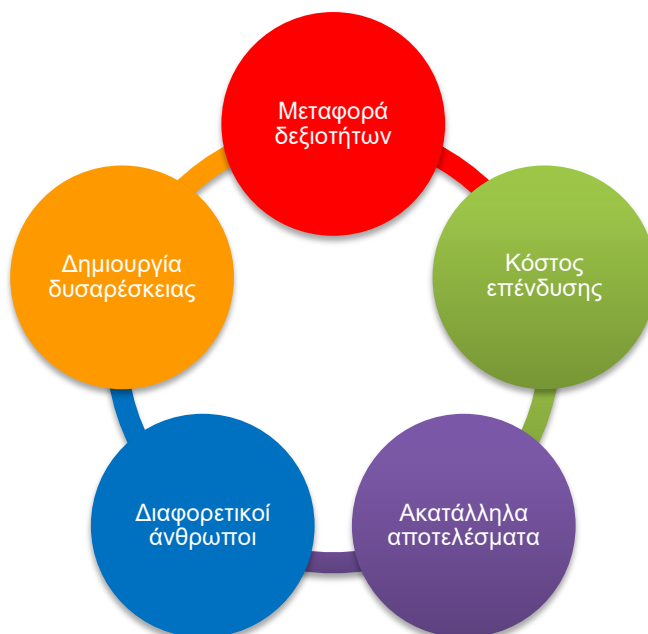 Μεταφορά
δεξιοτήτων
Κόστος
επένδυσης
Ακατάλληλα
αποτελέσματα
Διαφορετικοί
άνθρωποι
Δημιουργία
δυσαρέσκειας